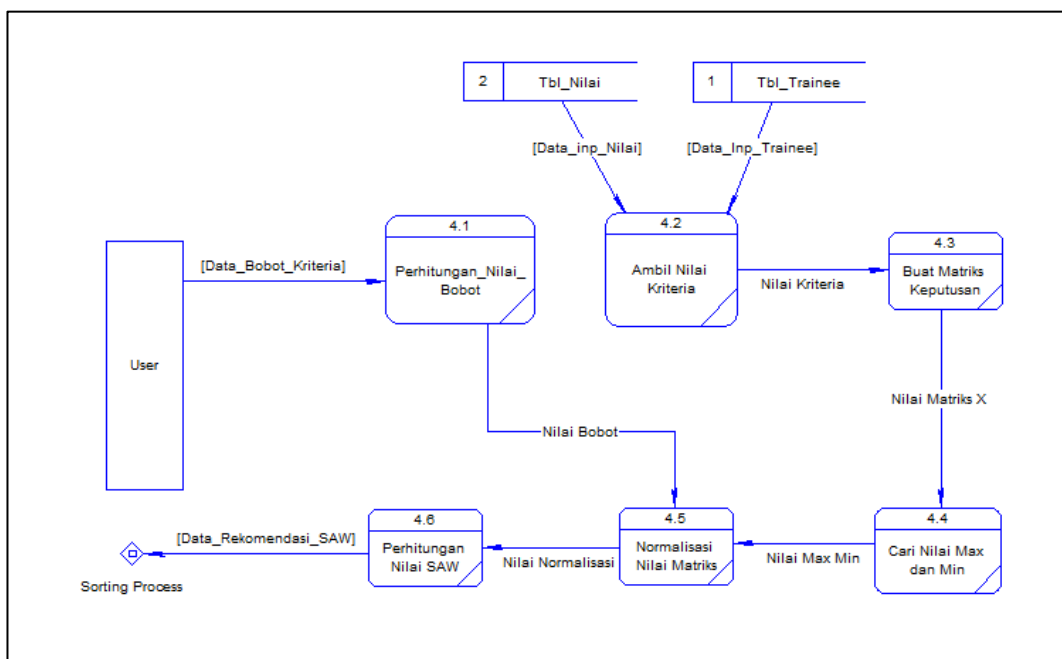 2 Tbl_Nilai
1 Tbl_Trainee
[Data_inp_Nilai]
[Data_Inp_Trainee]
4.1
Perhitungan_Nilai_
Bobot
4.2
Ambil Nilai
Kriteria
4.3
Buat Matriks
Keputusan
[Data_Bobot_Kriteria]
Nilai Kriteria
User
Nilai Matriks X
Nilai Bobot
4.6
Perhitungan
Nilai SAW
4.5
Normalisasi
Nilai Matriks
4.4
Cari Nilai Max
dan Min
[Data_Rekomendasi_SAW]
Nilai Normalisasi
Nilai Max Min
Sorting Process